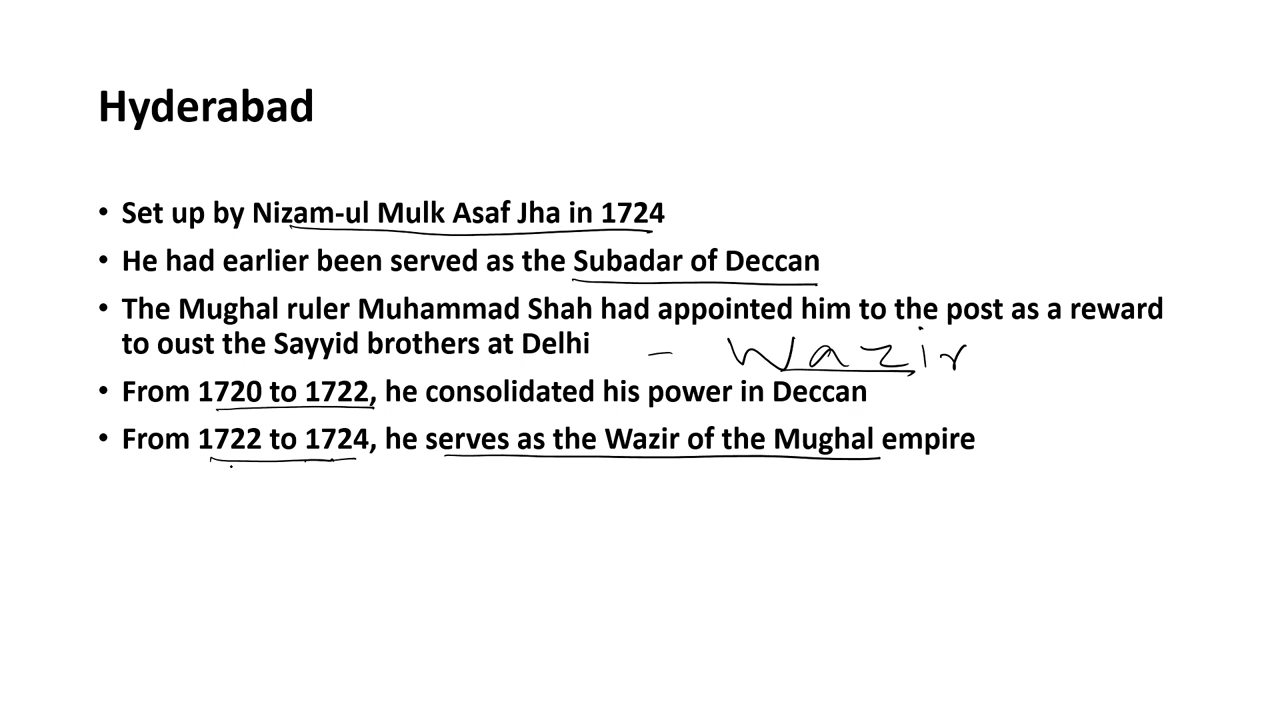 Hyderabad
• Set up by Nizam-ul Mulk Asaf Jha in 1724
• He had earlier been served as the Subadar of Deccan
• The Mughal ruler Muhammad Shah had appointed him to the post as a reward
to oust the Sayyid brothers at Delhi – Wazir
• From 1720 to 1722, he consolidated his power in Deccan
• From 1722 to 1724, he serves as the Wazir of the Mughal empire